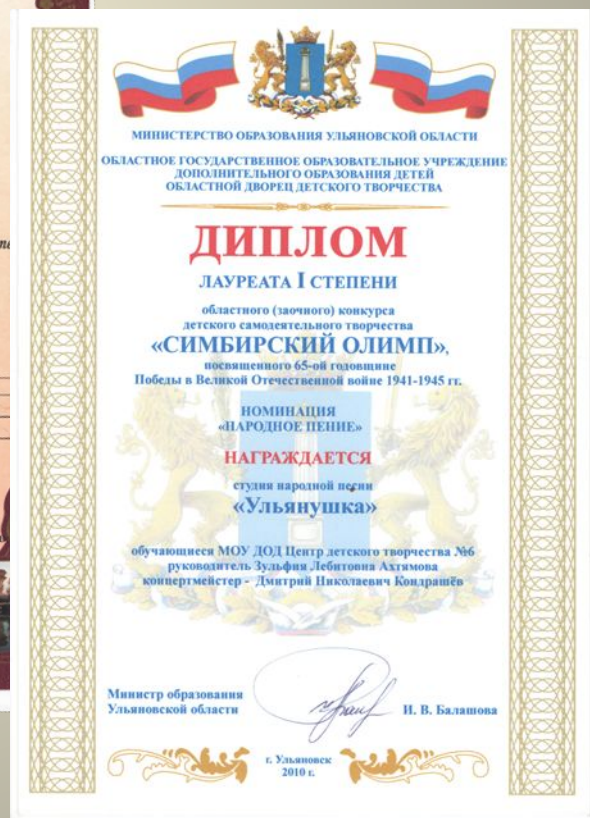 МИНИСТЕРСТВО ОБРАЗОВАНИЯ УЛЬЯНОВСКОЙ ОБЛАСТИ
ОБЛАСТНОЕ ГОСУДАРСТВЕННОЕ ОБРАЗОВАТЕЛЬНОЕ УЧРЕЖДЕНИЕ
ДОПОЛНИТЕЛЬНОГО ОБРАЗОВАНИЯ ДЕТЕЙ
ОБЛАСТНОЙ ДВОРЕЦ ДЕТСКОГО ТВОРЧЕСТВА
ДИПЛОМ
ЛАУРЕАТА I СТЕПЕНИ
областного (заочного) конкурса
детского самодеятельного творчества
«СИМБИРСКИЙ ОЛИМП»,
посвященного 65-ой годовщине
Победы в Великой Отечественной войне 1941-1945 гг.
НОМИНАЦИЯ
«НАРОДНОЕ ПЕНИЕ»
НАГРАЖДАЕТСЯ
студия народной песни
«Ульянушка»
обучающиеся МОУ ДОД Центр детского творчества №6
руководитель Зульфия Лебитовна Ахтямова
концертмейстер - Дмитрий Николаевич Кондрашёв
Министр образования
Ульяновской области
И. В. Балашова
г. Ульяновск
2010 г.